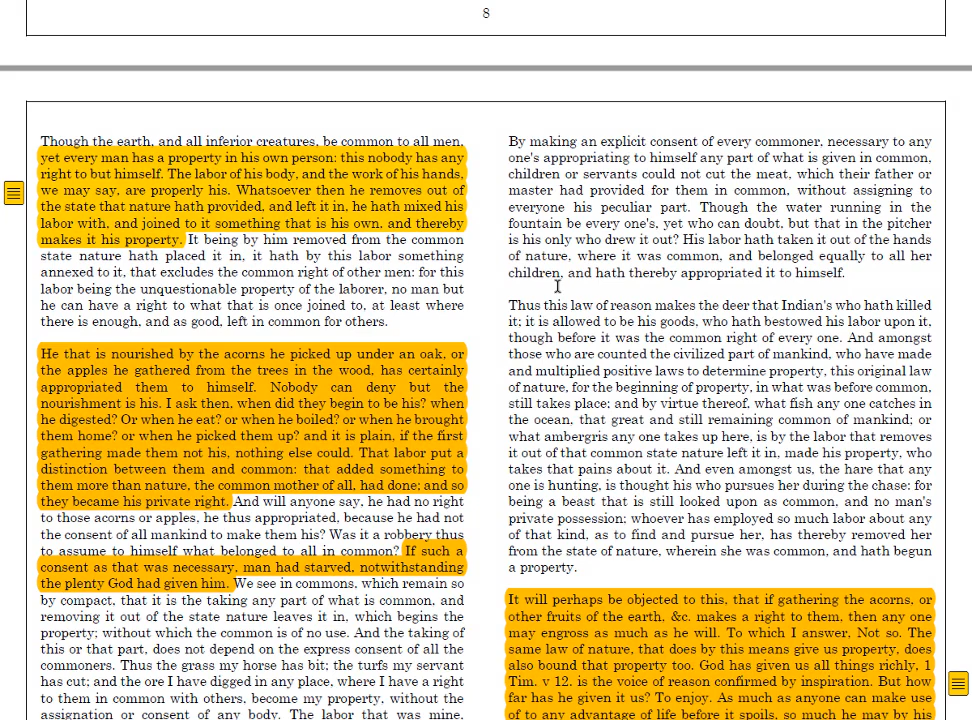 8
Though the earth, and all inferior creatures, be common to all men,
yet every man has a property in his own person: this nobody has any
right to but himself. The labor of his body, and the work of his hands,
we may say, are properly his. Whatsoever then he removes out of
the state that nature hath provided, and left it in, he hath mixed his
labor with, and joined to it something that is his own, and thereby
makes it his property. It being by him removed from the common
state nature hath placed it in, it hath by this labor something
annexed to it, that excludes the common right of other men: for this
labor being the unquestionable property of the laborer, no man but
he can have a right to what that is once joined to, at least where
there is enough, and as good, left in common for others.
He that is nourished by the acorns he picked up under an oak, or
the apples he gathered from the trees in the wood, has certainly
appropriated them to himself. Nobody can deny but the
nourishment is his. I ask then, when did they begin to be his? when
he digested? Or when he eat? or when he boiled? or when he brought
them home? or when he picked them up? and it is plain, if the first
gathering made them not his, nothing else could. That labor put a
distinction between them and common: that added something to
them more than nature, the common mother of all, had done; and so
they became his private right. And will anyone say, he had no right
to those acorns or apples, he thus appropriated, because he had not
the consent of all mankind to make them his? Was it a robbery thus
to assume to himself what belonged to all in common? If such a
consent as that was necessary, man had starved, notwithstanding
the plenty God had given him. We see in commons, which remain so
by compact, that it is the taking any part of what is common, and
removing it out of the state nature leaves it in, which begins the
property; without which the common is of no use. And the taking of
this or that part, does not depend on the express consent of all the
commoners. Thus the grass my horse has bit; the turfs my servant
has cut; and the ore I have digged in any place, where I have a right
to them in common with others, become my property, without the
assignation or consent of any body. The labor that was mine,
By making an explicit consent of every commoner, necessary to any
one's appropriating to himself any part of what is given in common,
children or servants could not cut the meat, which their father or
master had provided for them in common, without assigning to
everyone his peculiar part. Though the water running in the
fountain be every one's, yet who can doubt, but that in the pitcher
is his only who drew it out? His labor hath taken it out of the hands
of nature, where it was common, and belonged equally to all her
children, and hath thereby appropriated it to himself.
Thus this law of reason makes the deer that Indian's who hath killed
it; it is allowed to be his goods, who hath bestowed his labor upon it,
though before it was the common right of every one. And amongst
those who are counted the civilized part of mankind, who have made
and multiplied positive laws to determine property, this original law
of nature, for the beginning of property, in what was before common,
still takes place; and by virtue thereof, what fish any one catches in
the ocean, that great and still remaining common of mankind; or
what ambergris any one takes up here, is by the labor that removes
it out of that common state nature left it in, made his property, who
takes that pains about it. And even amongst us, the hare that any
one is hunting, is thought his who pursues her during the chase: for
being a beast that is still looked upon as common, and no man's
private possession; whoever has employed so much labor about any
of that kind, as to find and pursue her, has thereby removed her
from the state of nature, wherein she was common, and hath begun
a property.
It will perhaps be objected to this, that if gathering the acorns, or
other fruits of the earth, &c. makes a right to them, then any one
may engross as much as he will. To which I answer, Not so. The
same law of nature, that does by this means give us property, does
also bound that property too. God has given us all things richly, 1
Tim. v 12. is the voice of reason confirmed by inspiration. But how
far has he given it us? To enjoy. As much as anyone can make use
of to any advantage of life before it spoils, so much he may by his